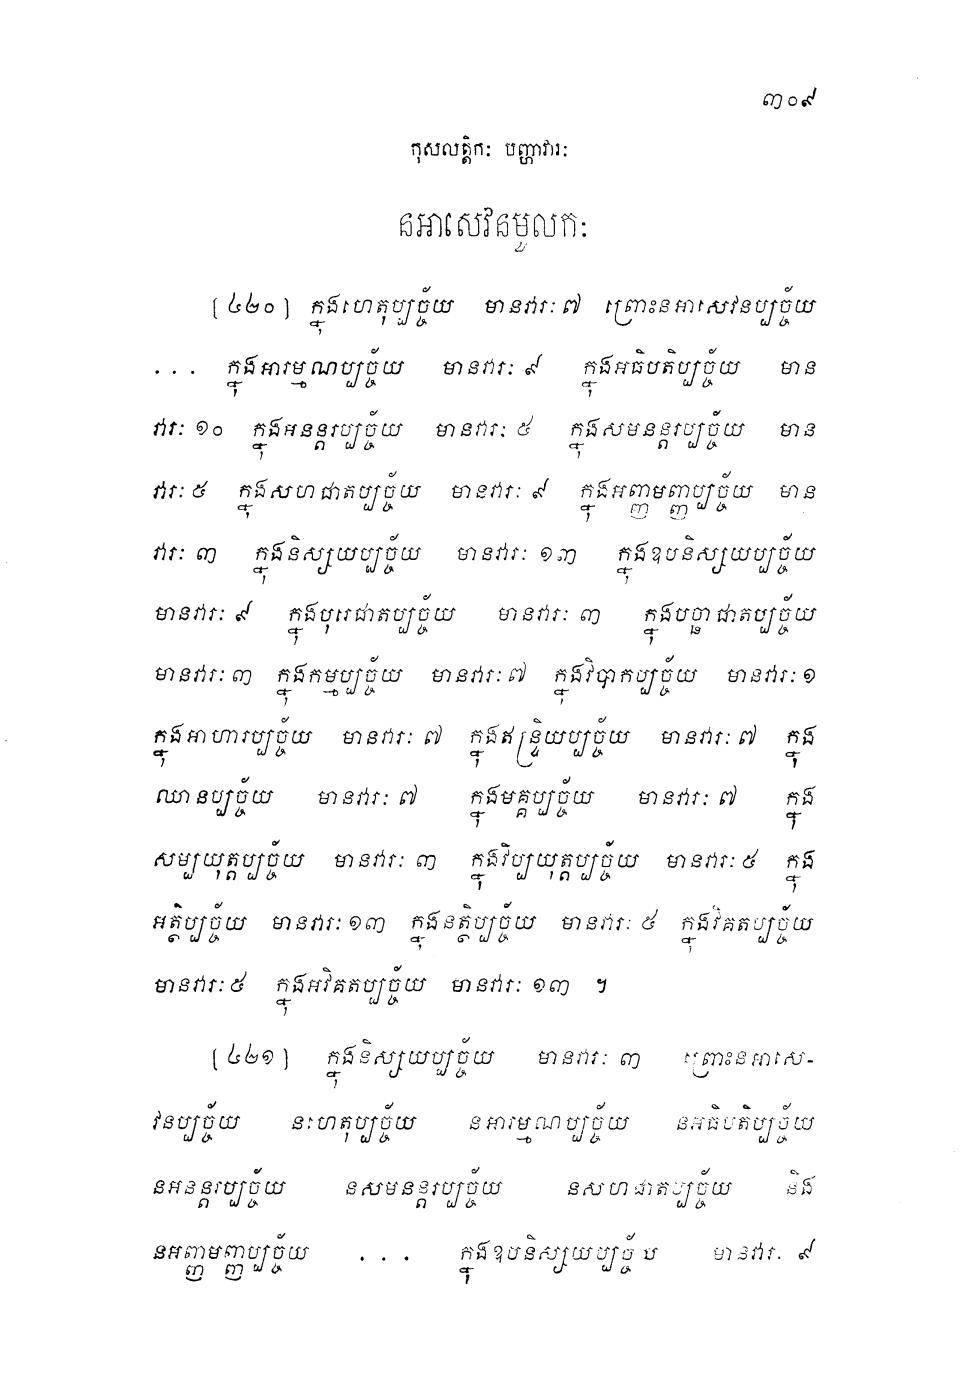 ៣០៩
កុសលត្តិកៈ បញ្ហាវារៈ
នអាសេវនមូលកៈ
[៤២០] ក្នុងហេតុប្បច្ច័យ មានវារៈ ៧ ព្រោះនអាសេវនប្បច្ច័យ
... ក្នុងអារម្មណប្បច្ច័យ មានវារៈ ៩ ក្នុងអធិបតិប្បច្ច័យ មាន
វារៈ ១០ ក្នុងអនន្តរប្បច្ច័យ មានវារៈ ៥ ក្នុងសមនន្តរប្បច្ច័យ មាន
វារៈ ៥ ក្នុងសហជាតប្បច្ច័យ មានវារៈ ៩ ក្នុងអញ្ញាមញ្ញប្បច្ច័យ មាន
វារៈ ៣ ក្នុងនិស្សយប្បច្ច័យ មានវារៈ ១៣ ក្នុងឧបនិស្សយប្បច្ច័យ
មានវារៈ ៩ ក្នុងបុរេជាតប្បច្ច័យ មានវារៈ ៣ ក្នុងបច្ឆាជាតប្បច្ច័យ
មានវារៈ ៣ ក្នុងកម្មប្បច្ច័យ មានវារៈ ៧ ក្នុងវិបាកប្បច្ច័យ មានវារៈ ១
ក្នុងអាហារប្បច្ច័យ មានវារៈ ៧ ក្នុងឥន្ទ្រិយប្បច្ច័យ មានវារៈ ៧ ក្នុង
ឈានប្បច្ច័យ មានវារៈ ៧ ក្នុងមគ្គប្បច្ច័យ មានវារៈ ៧ ក្នុង
សម្បយុត្តប្បច្ច័យ មានវារៈ ៣ ក្នុងវិប្បយុត្តប្បច្ច័យ មានវារៈ ៥ ក្នុង
អត្ថិប្បច្ច័យ មានវារៈ ១៣ ក្នុងនត្ថិប្បច្ច័យ មានវារៈ ៥ ក្នុងវិគតប្បច្ច័យ
មានវារៈ ៥ ក្នុងអវិគតប្បច្ច័យ មានវារៈ ១៣ ។
[៤២១] ក្នុងនិស្សយប្បច្ច័យ មានវារៈ ៣ ព្រោះនអាសេ-
វនប្បច្ច័យ នហេតុប្បច្ច័យ នអារម្មណប្បច្ច័យ នអធិបតិប្បច្ច័យ
នអនន្តរប្បច្ច័យ នសមនន្តរប្បច្ច័យ នសហជាតប្បច្ច័យ និង
នអញ្ញាមញ្ញប្បច្ច័យ ... ក្នុងឧបនិស្សយប្បច្ច័យ មានវារៈ ៩